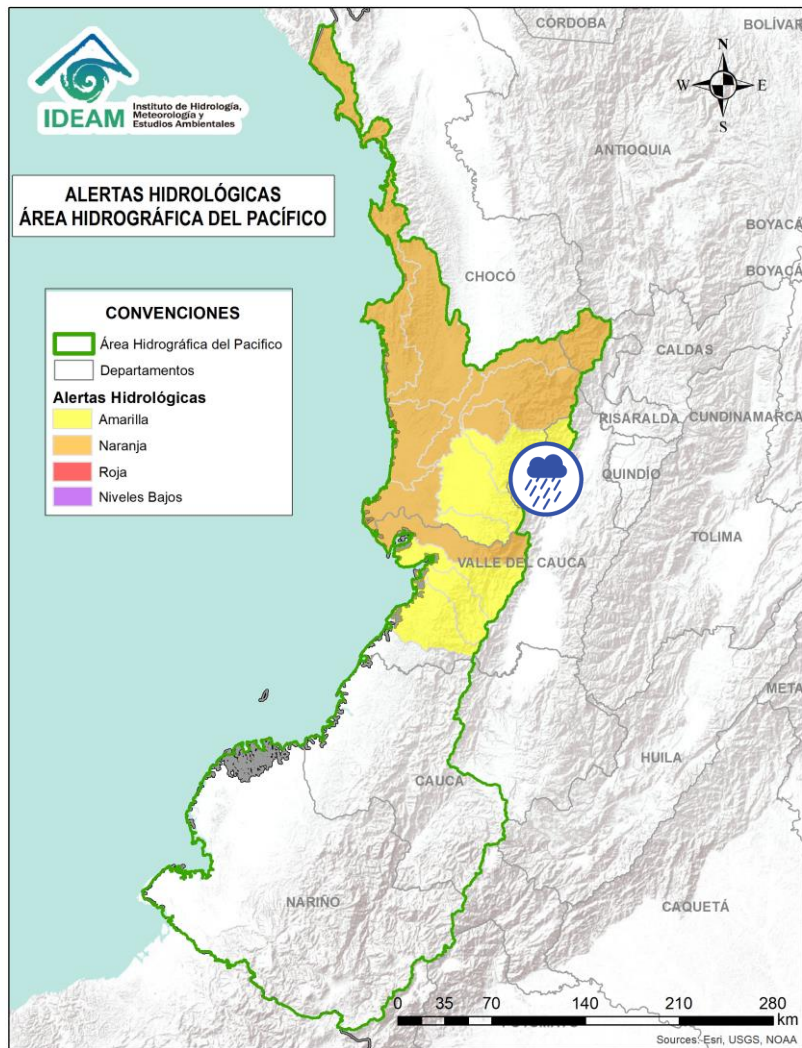 IDEAM
Instituto de Hidrología,
Meteorología y
Estudios Ambientales
ALERTAS HIDROLÓGICAS
ÁREA HIDROGRÁFICA DEL PACÍFICO
CONVENCIONES
Área Hidrográfica del Pacifico
Departamentos
Alertas Hidrológicas
Amarilla
Naranja
Roja
Niveles Bajos
N
W
E
S
CÓRDOBA
BOLÍVAR
ANTIOQUIA
BOYACÁ
BOYACÁ
CHOCÓ
CALDAS
RISARALDA
CUNDINAMARCA
QUINDÍO
TOLIMA
VALLE DEL CAUCA
META
HUILA
CAUCA
NARIÑO
CAQUETÁ
0 35 70 140 210 280
km
Sources: Esri, USGS, NOAA